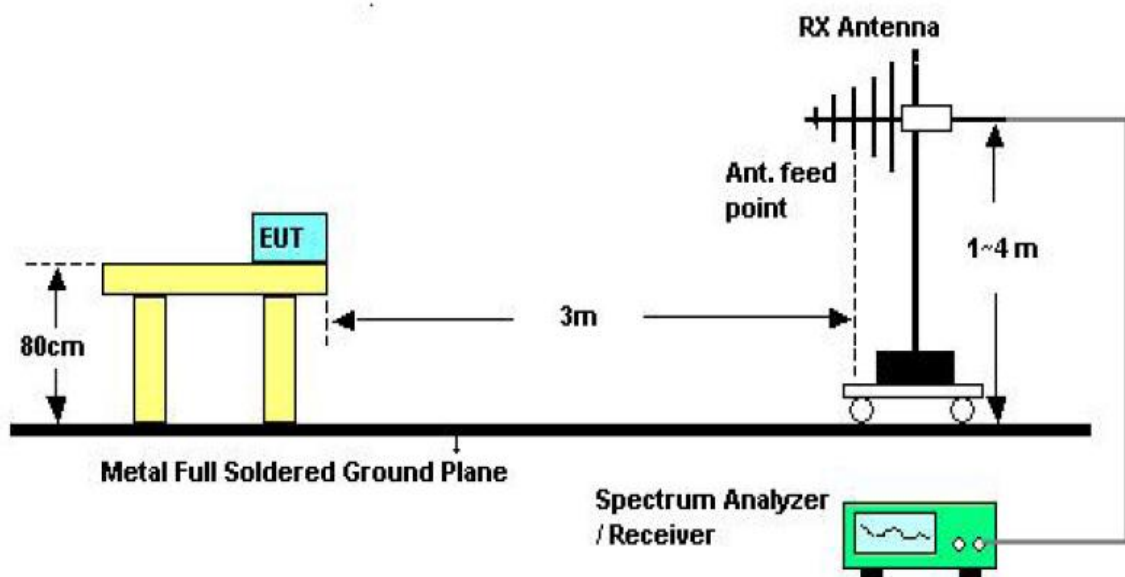 RX Antenna
Ant. feed
point
EUT
1~4 m
3m
80cm
Metal Full Soldered Ground Plane
Spectrum Analyzer
/ Receiver